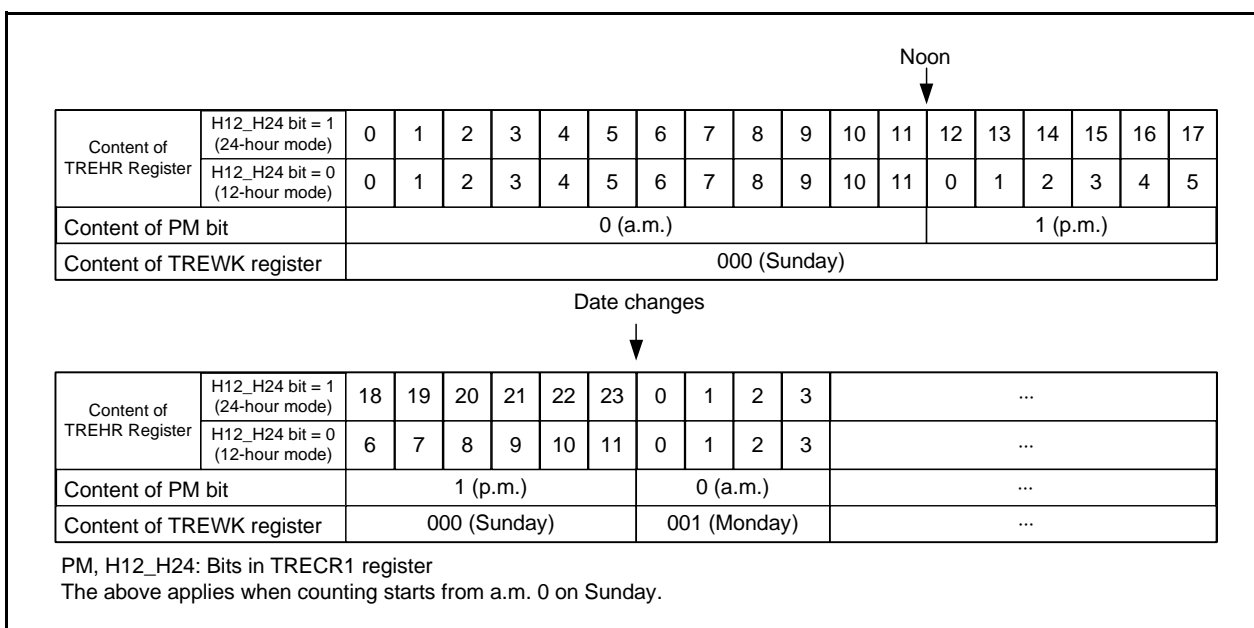 Noon
Content of TREHR Register H12_H24 bit = 1 (24-hour mode) 0 1 2 3 4 5 6 7 8 9 10 11 12 13 14 15 16 17
H12_H24 bit = 0 (12-hour mode) 0 1 2 3 4 5 6 7 8 9 10 11 0 1 2 3 4 5
Content of PM bit 0 (a.m.) 1 (p.m.)
Content of TREWK register 000 (Sunday)
Date changes
Content of TREHR Register H12_H24 bit = 1 (24-hour mode) 18 19 20 21 22 23 0 1 2 3 ...
H12_H24 bit = 0 (12-hour mode) 6 7 8 9 10 11 0 1 2 3 ...
Content of PM bit 1 (p.m.) 0 (a.m.) ...
Content of TREWK register 000 (Sunday) 001 (Monday) ...
PM, H12_H24: Bits in TRECR1 register
The above applies when counting starts from a.m. 0 on Sunday.